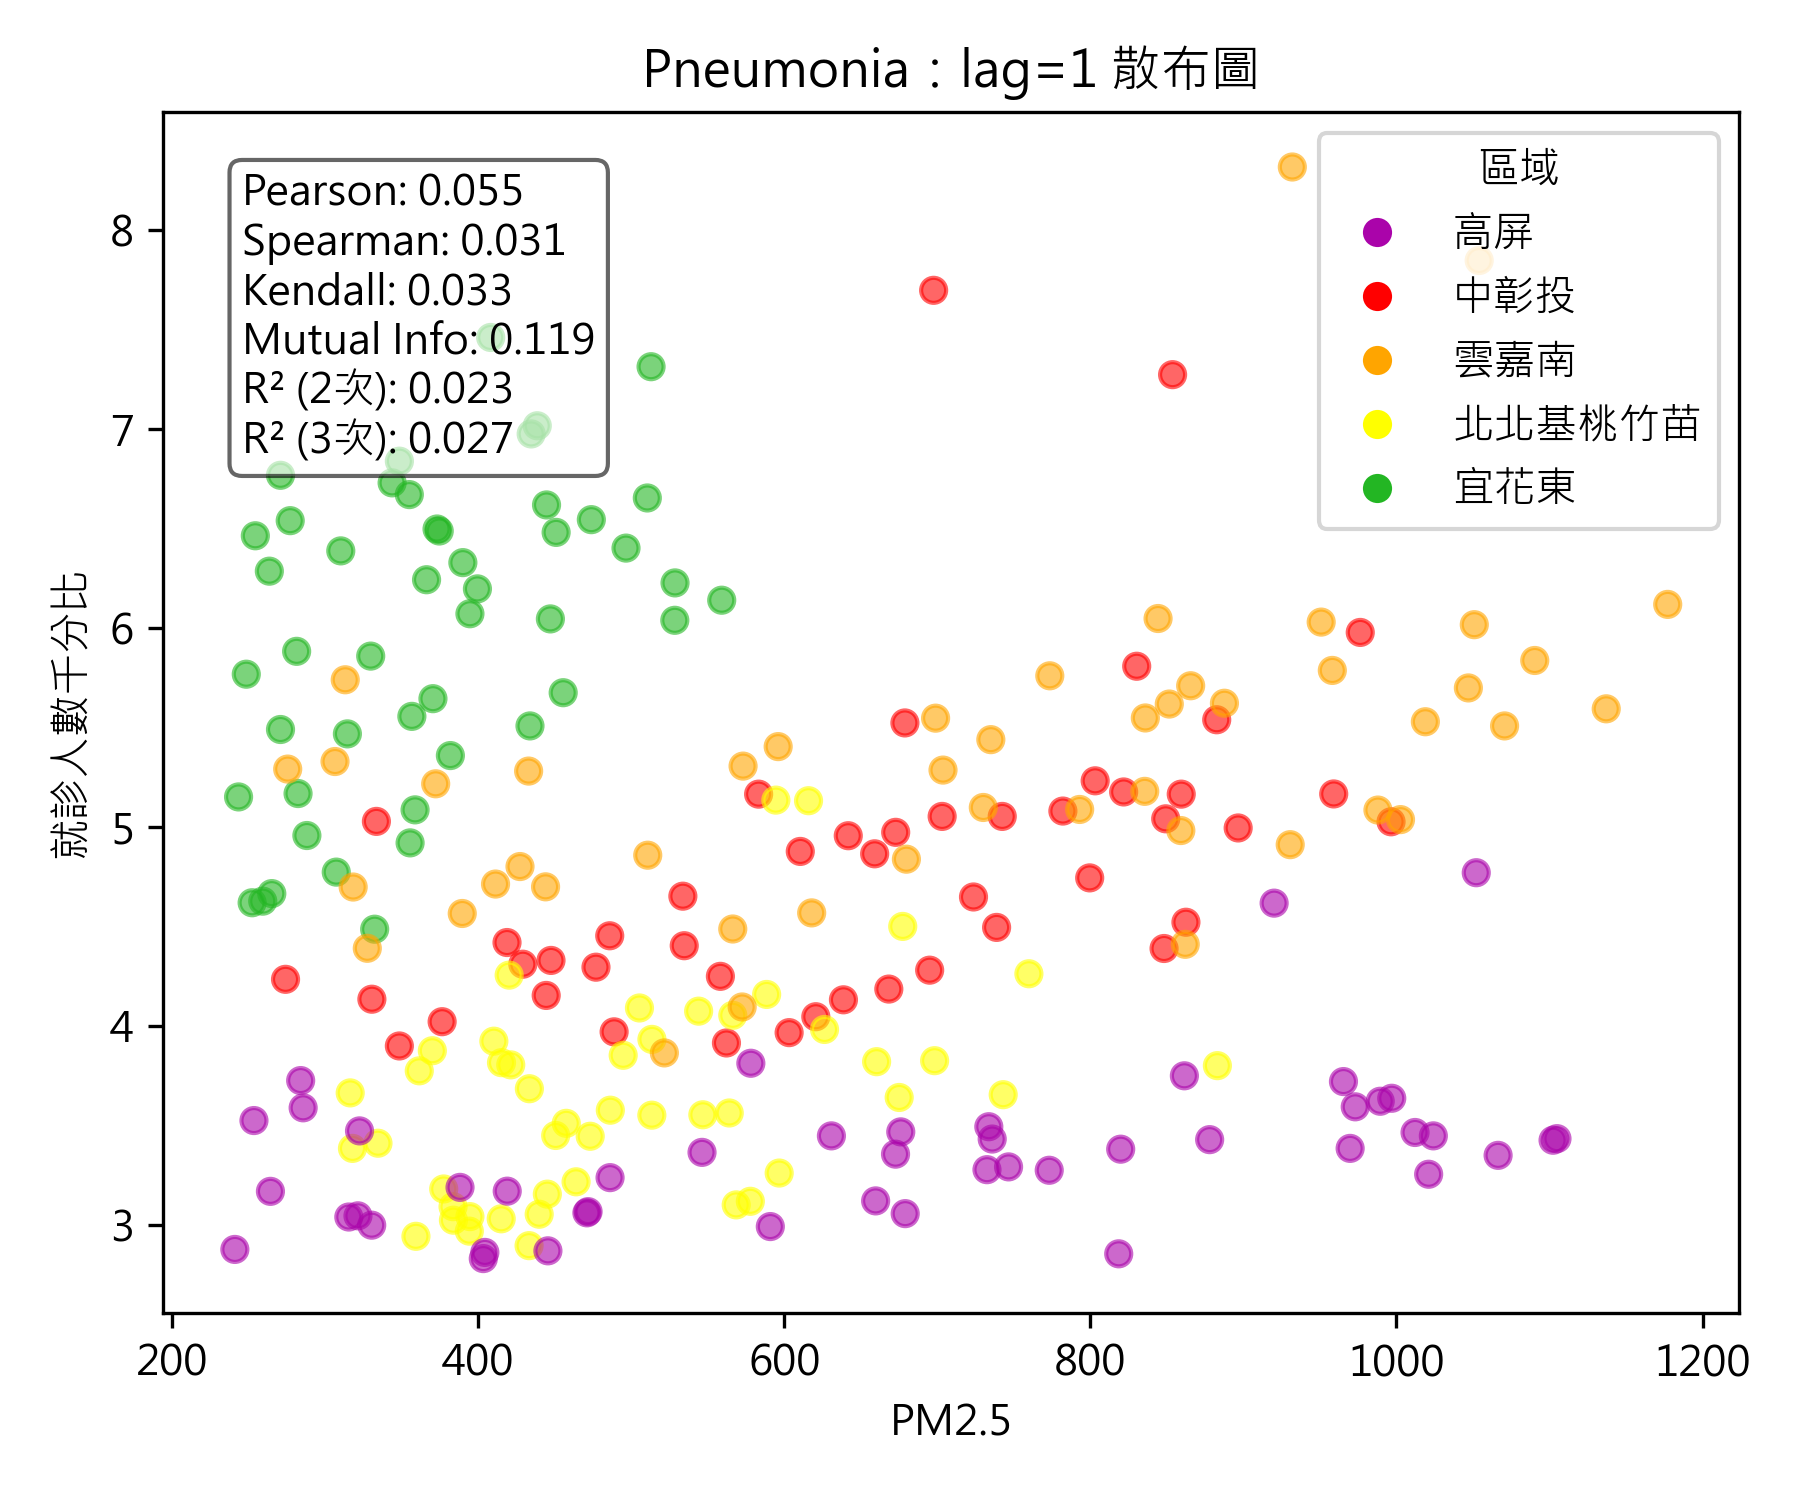 Pneumonia：lag=1 散布圖
Pearson: 0.055
Spearman: 0.031
Kendall: 0.033
Mutual Info: 0.119
R² (2次): 0.023
R² (3次): 0.027
區域
高屏
中彰投
雲嘉南
北北基桃竹苗
宜花東
就診人數千分比
8
7
6
5
4
3
200 400 600 800 1000 1200
PM2.5